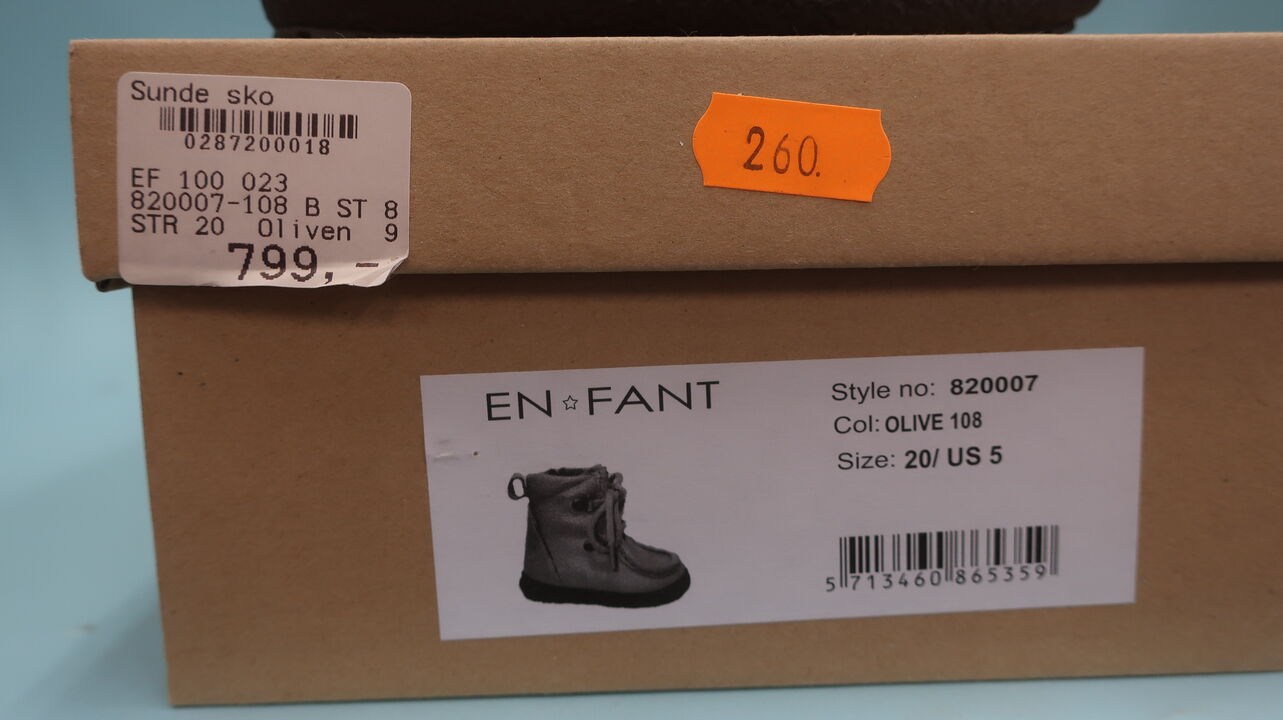 Sunde sko
0287200018
EF 100 023
820007-108 B ST 8
STR 20 Oliven 9
799,-
260.
EN☆FANT
Style no: 820007
Col: OLIVE 108
Size: 20/ US 5
5 713460 865359